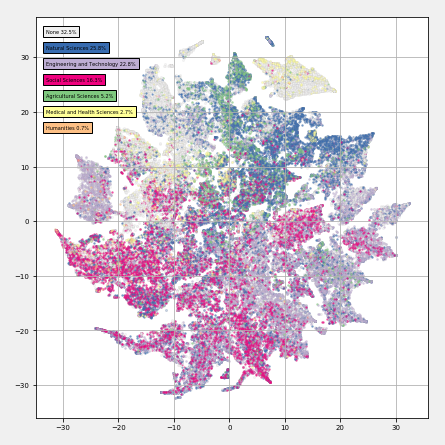 None 32.5%
Natural Sciences 25.8%
Engineering and Technology 22.8%
Social Sciences 16.3%
Agricultural Sciences 5.2%
Medical and Health Sciences 2.7%
Humanities 0.7%
30
20
10
0
−10
−20
−30
−30 −20 −10 0 10 20 30